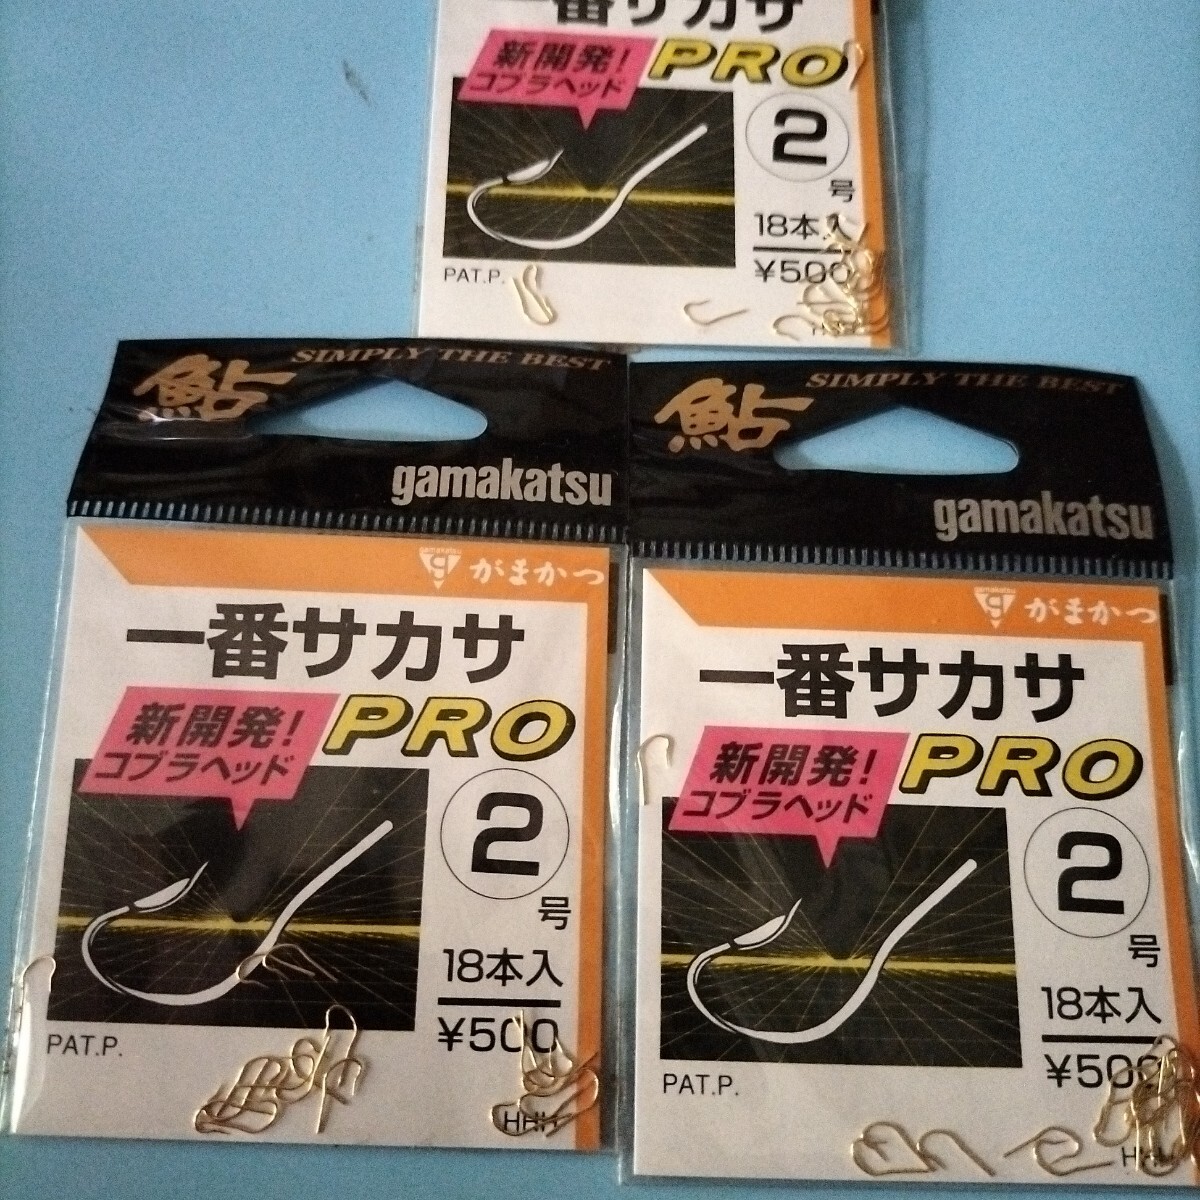 一番サカサ
新開発!
コブラヘッド
PRO
2
号
18本入
¥500
PAT.P.
鮎
SIMPLY THE BEST
gamakatsu
gamakatsu
がまかつ
一番サカサ
新開発!
コブラヘッド
PRO
2
号
18本入
¥500
PAT.P.
HHH
鮎
SIMPLY THE BEST
gamakatsu
gamakatsu
がまかつ
一番サカサ
新開発!
コブラヘッド
PRO
2
号
18本入
¥500
PAT.P.